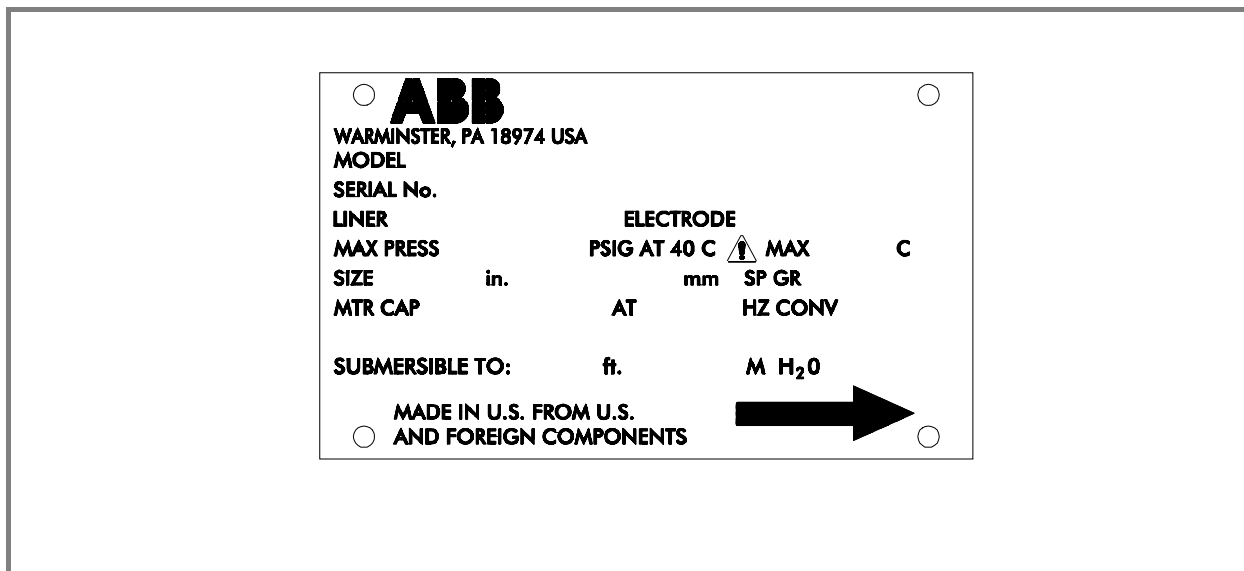 ABB
WARMINSTER, PA 18974 USA
MODEL
SERIAL No.
LINER ELECTRODE
MAX PRESS PSIG AT 40 C MAX C
SIZE in. mm SP GR
MTR CAP AT HZ CONV
SUBMERSIBLE TO: ft. M H₂0
MADE IN U.S. FROM U.S.
AND FOREIGN COMPONENTS